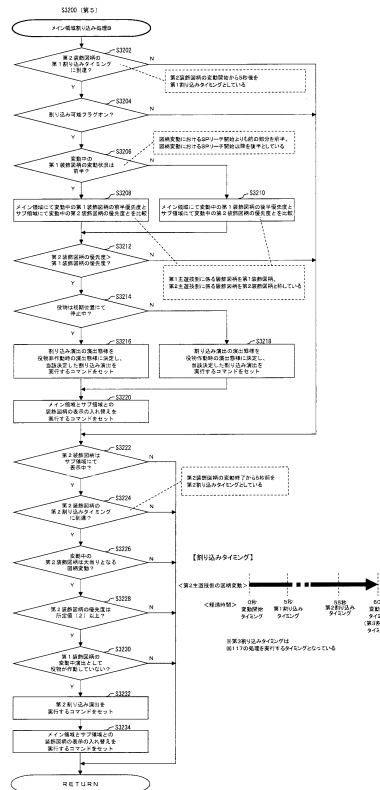 S3200（第5）
メイン領域割り込み処理B
S3202
第2装飾図柄の
第1割り込みタイミング
に到達？
N
Y
第2装飾図柄の変動開始から5秒後を
第1割り込みタイミングとしている
S3204
割り込み可能フラグオン？
N
Y
S3206
変動中の
第1装飾図柄の変動状況は
前半？
N
Y
図柄変動におけるSPリーチ開始よりも前の部分を前半、
図柄変動におけるSPリーチ開始以降を後半としている
S3208
メイン領域にて変動中の第1装飾図柄の前半優先度と
サブ領域にて変動中の第2装飾図柄の優先度とを比較
S3210
メイン領域にて変動中の第1装飾図柄の後半優先度と
サブ領域にて変動中の第2装飾図柄の優先度とを比較
S3212
第2装飾図柄の優先度＞
第1装飾図柄の優先度？
N
Y
第1主遊技側に係る装飾図柄を第1装飾図柄、
第2主遊技側に係る装飾図柄を第2装飾図柄と称している
S3214
役物は初期位置にて
停止中？
N
Y
S3216
割り込み演出の演出態様を
役物非作動時の演出態様に決定し、
当該決定した割り込み演出を
実行するコマンドをセット
S3218
割り込み演出の演出態様を
役物作動時の演出態様に決定し、
当該決定した割り込み演出を
実行するコマンドをセット
S3220
メイン領域とサブ領域との
装飾図柄の表示の入れ替えを
実行するコマンドをセット
S3222
第2装飾図柄は
サブ領域にて
表示中？
N
Y
S3224
第2装飾図柄の
第2割り込みタイミング
に到達？
N
Y
第2装飾図柄の変動終了から5秒前を
第2割り込みタイミングとしている
S3226
変動中の
第2装飾図柄は大当りとなる
図柄変動？
N
Y
【割り込みタイミング】
＜第2主遊技側の図柄変動＞
＜経過時間＞
0秒
変動開始
タイミング
5秒
第1割り込み
タイミング
55秒
第2割り込み
タイミング
60
変動
タイミ
(第3割
タイミ
※第3割り込みタイミングは
図117の処理を実行するタイミングとなっている
S3228
第2装飾図柄の優先度は
所定値（2）以上？
N
Y
S3230
第1装飾図柄の
変動中演出として
役物が作動していない？
N
Y
S3232
第2割り込み演出を
実行するコマンドをセット
S3234
メイン領域とサブ領域との
装飾図柄の表示の入れ替えを
実行するコマンドをセット
RETURN